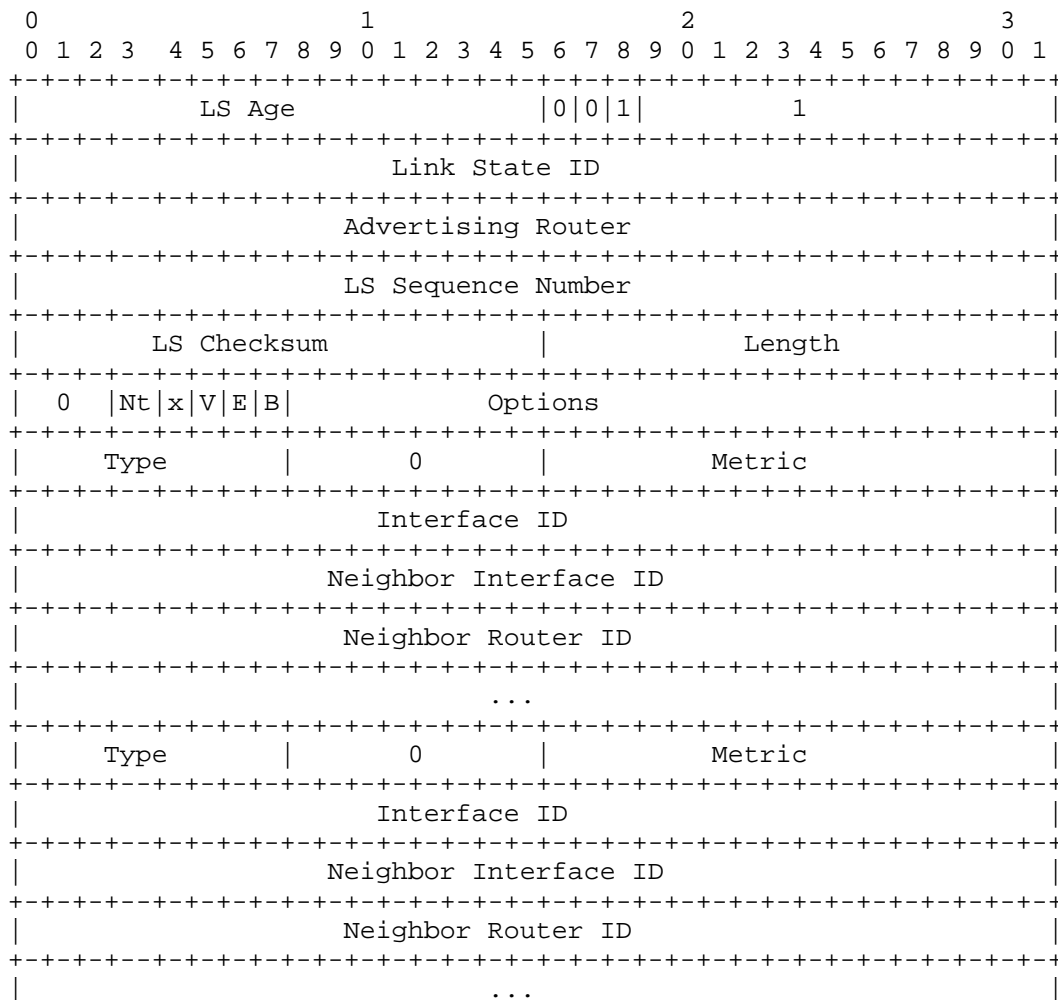 0                    1                   2                   3
 0 1 2 3  4 5 6 7 8 9 0 1 2 3 4 5 6 7 8 9 0 1 2 3 4 5 6 7 8 9 0 1
+-+-+-+--+-+-+-+-+-+-+-+-+-+-+-+-+-+-+-+-+-+-+-+-+-+-+-+-+-+-+-+-+
|           LS Age               |0|0|1|         1               |
+-+-+-+--+-+-+-+-+-+-+-+-+-+-+-+-+-+-+-+-+-+-+-+-+-+-+-+-+-+-+-+-+
|                       Link State ID                            |
+-+-+-+--+-+-+-+-+-+-+-+-+-+-+-+-+-+-+-+-+-+-+-+-+-+-+-+-+-+-+-+-+
|                    Advertising Router                          |
+-+-+-+--+-+-+-+-+-+-+-+-+-+-+-+-+-+-+-+-+-+-+-+-+-+-+-+-+-+-+-+-+
|                    LS Sequence Number                          |
+-+-+-+--+-+-+-+-+-+-+-+-+-+-+-+-+-+-+-+-+-+-+-+-+-+-+-+-+-+-+-+-+
|        LS Checksum             |            Length             |
+-+-+-+--+-+-+-+-+-+-+-+-+-+-+-+-+-+-+-+-+-+-+-+-+-+-+-+-+-+-+-+-+
|  0  |Nt|x|V|E|B|            Options                            |
+-+-+-+--+-+-+-+-+-+-+-+-+-+-+-+-+-+-+-+-+-+-+-+-+-+-+-+-+-+-+-+-+
|     Type       |       0       |          Metric               |
+-+-+-+--+-+-+-+-+-+-+-+-+-+-+-+-+-+-+-+-+-+-+-+-+-+-+-+-+-+-+-+-+
|                      Interface ID                              |
+-+-+-+--+-+-+-+-+-+-+-+-+-+-+-+-+-+-+-+-+-+-+-+-+-+-+-+-+-+-+-+-+
|                   Neighbor Interface ID                        |
+-+-+-+--+-+-+-+-+-+-+-+-+-+-+-+-+-+-+-+-+-+-+-+-+-+-+-+-+-+-+-+-+
|                    Neighbor Router ID                          |
+-+-+-+--+-+-+-+-+-+-+-+-+-+-+-+-+-+-+-+-+-+-+-+-+-+-+-+-+-+-+-+-+
|                             ...                                |
+-+-+-+--+-+-+-+-+-+-+-+-+-+-+-+-+-+-+-+-+-+-+-+-+-+-+-+-+-+-+-+-+
|     Type       |       0       |          Metric               |
+-+-+-+--+-+-+-+-+-+-+-+-+-+-+-+-+-+-+-+-+-+-+-+-+-+-+-+-+-+-+-+-+
|                      Interface ID                              |
+-+-+-+--+-+-+-+-+-+-+-+-+-+-+-+-+-+-+-+-+-+-+-+-+-+-+-+-+-+-+-+-+
|                   Neighbor Interface ID                        |
+-+-+-+--+-+-+-+-+-+-+-+-+-+-+-+-+-+-+-+-+-+-+-+-+-+-+-+-+-+-+-+-+
|                    Neighbor Router ID                          |
+-+-+-+--+-+-+-+-+-+-+-+-+-+-+-+-+-+-+-+-+-+-+-+-+-+-+-+-+-+-+-+-+
|                             ...                                |